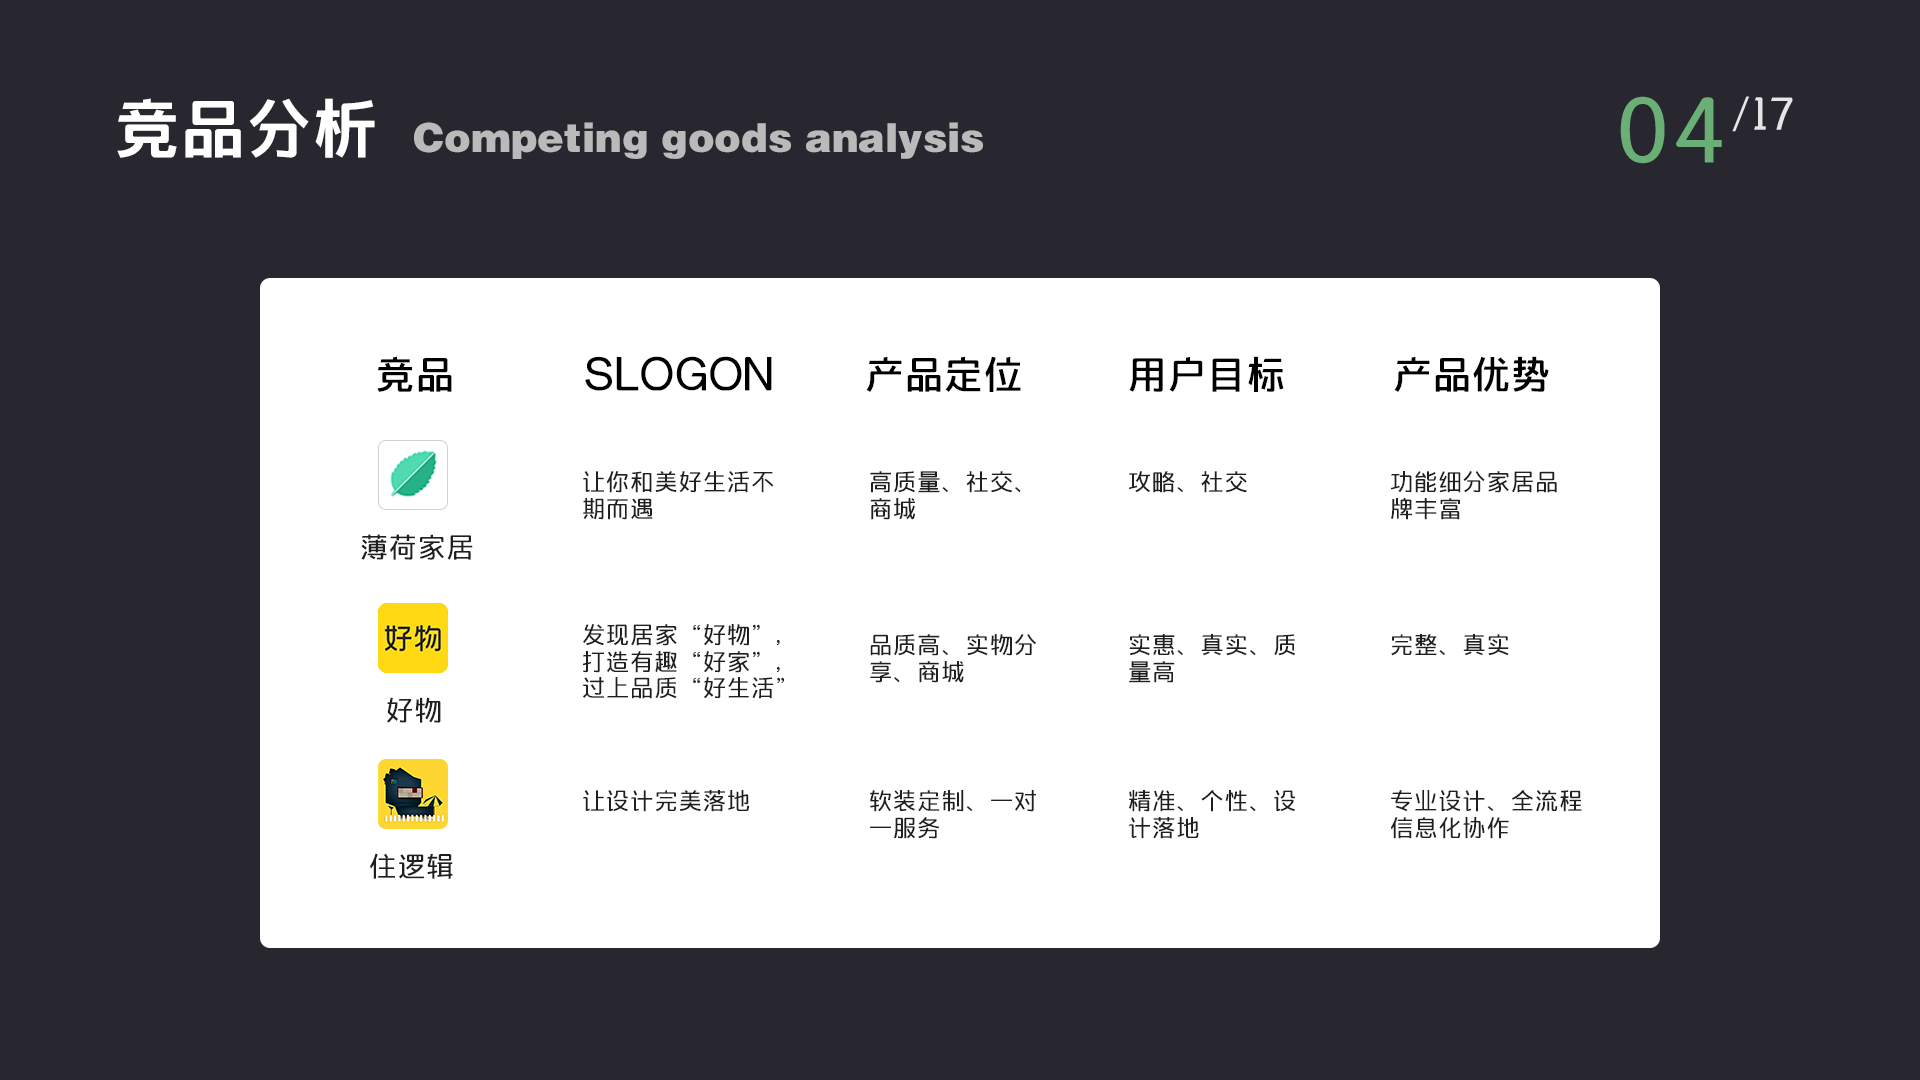 竞品分析 Competing goods analysis
04/17
竞品 SLOGON 产品定位 用户目标 产品优势
薄荷家居
让你和美好生活不
期而遇
高质量、社交、
商城
攻略、社交
功能细分家居品
牌丰富
好物
好物
发现居家“好物”,
打造有趣“好家”,
过上品质“好生活”
品质高、实物分
享、商城
实惠、真实、质
量高
完整、真实
住逻辑
让设计完美落地
软装定制、一对
一服务
精准、个性、设
计落地
专业设计、全流程
信息化协作